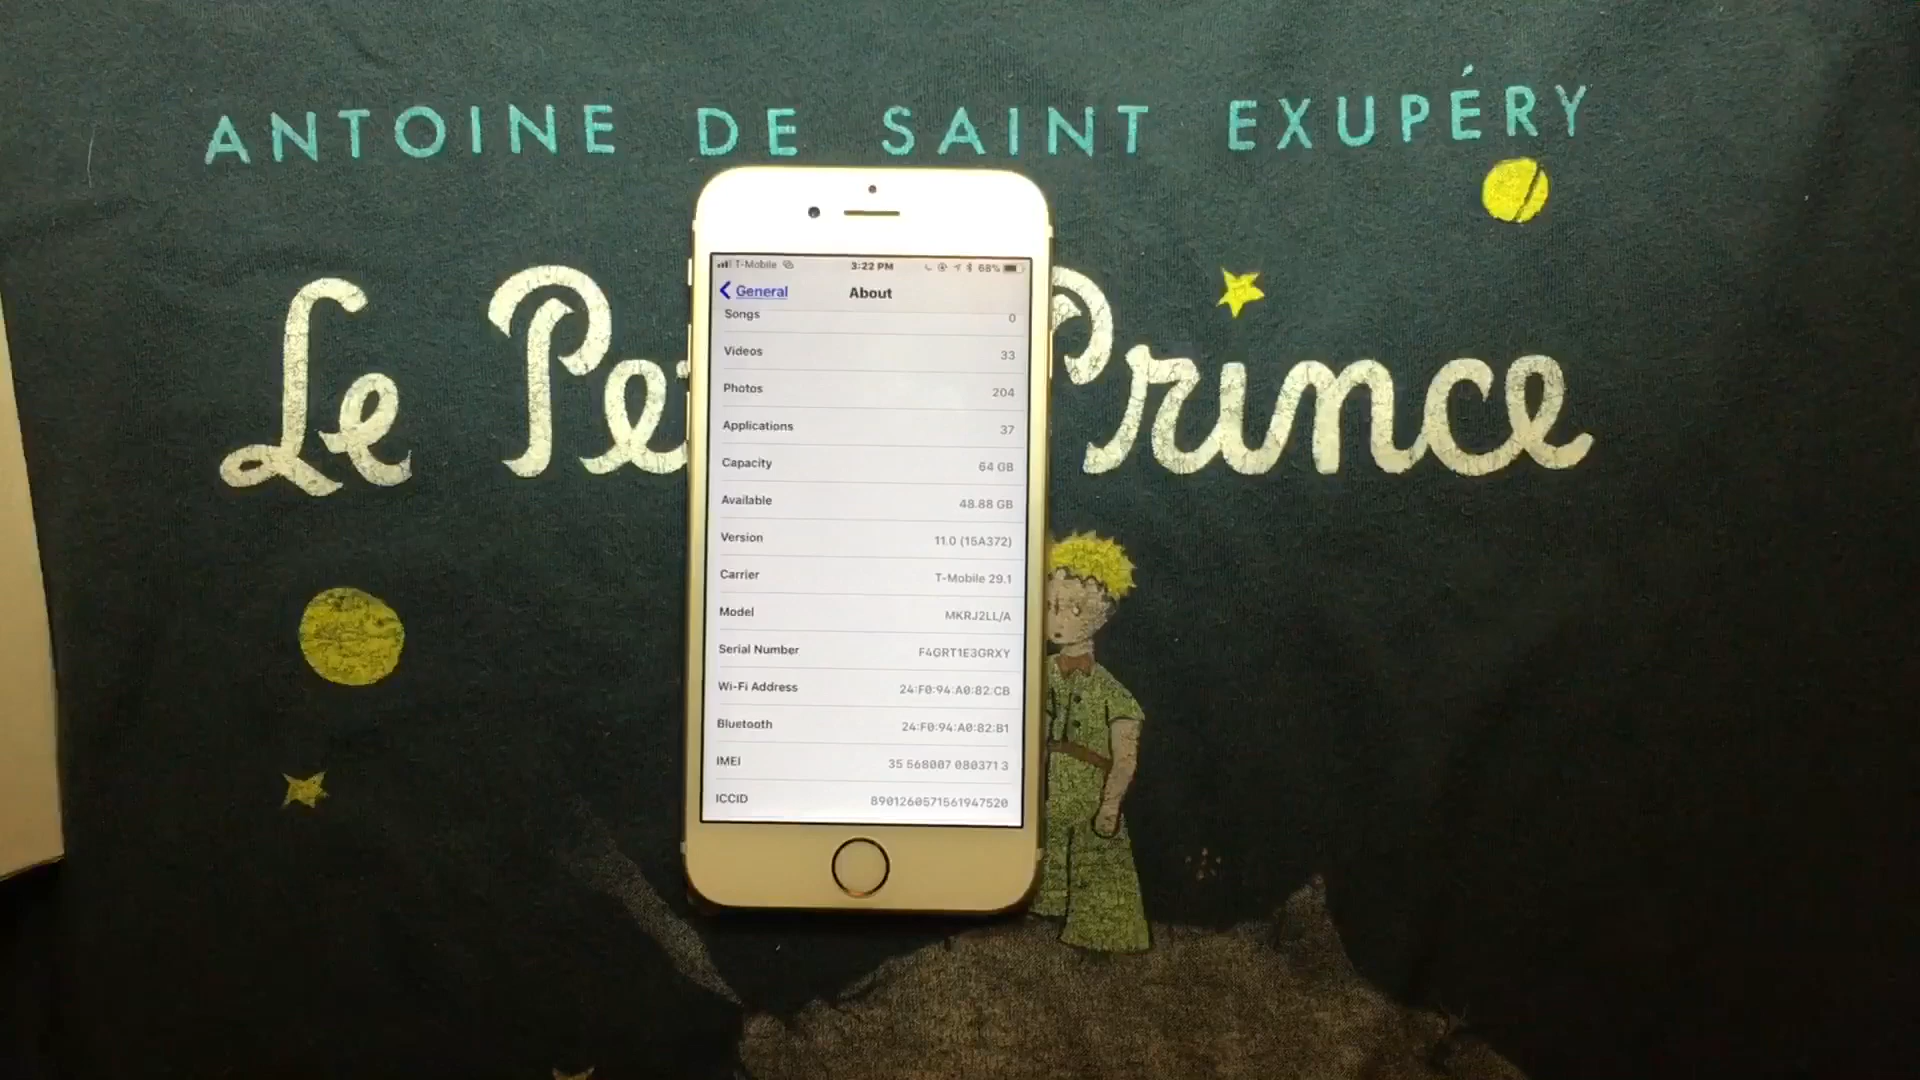 ANTOINE DE SAINT EXUPÉRY
Le Pe Prince
T-Mobile 3:22 PM 68%
General About
Songs 0
Videos 33
Photos 204
Applications 37
Capacity 64 GB
Available 48.88 GB
Version 11.0 (15A372)
Carrier T-Mobile 29.1
Model MKRJ2LL/A
Serial Number F4GRT1E3GRXY
Wi-Fi Address 24:F0:94:A0:82:CB
Bluetooth 24:F0:94:A0:82:B1
IMEI 35 568007 080371 3
ICCID 8901260571561947520